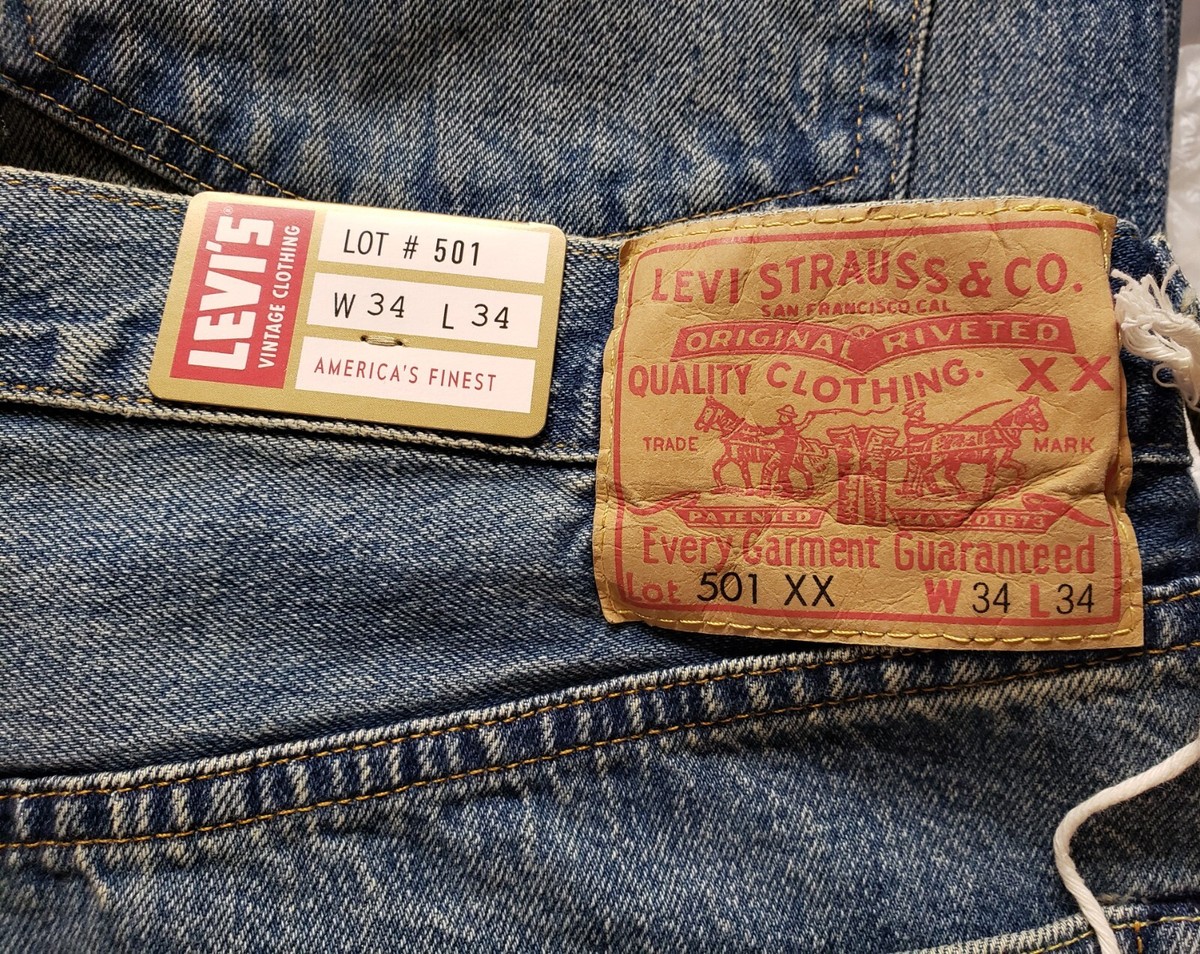 LEVI'S®
VINTAGE CLOTHING
LOT # 501
W 34 L 34
AMERICA'S FINEST
LEVI STRAUSS & CO.
SAN FRANCISCO, CAL
ORIGINAL RIVETED
QUALITY CLOTHING. XX
TRADE MARK
PATENTED MAY 20 1873
Every Garment Guaranteed
Lot 501 XX W 34 L 34